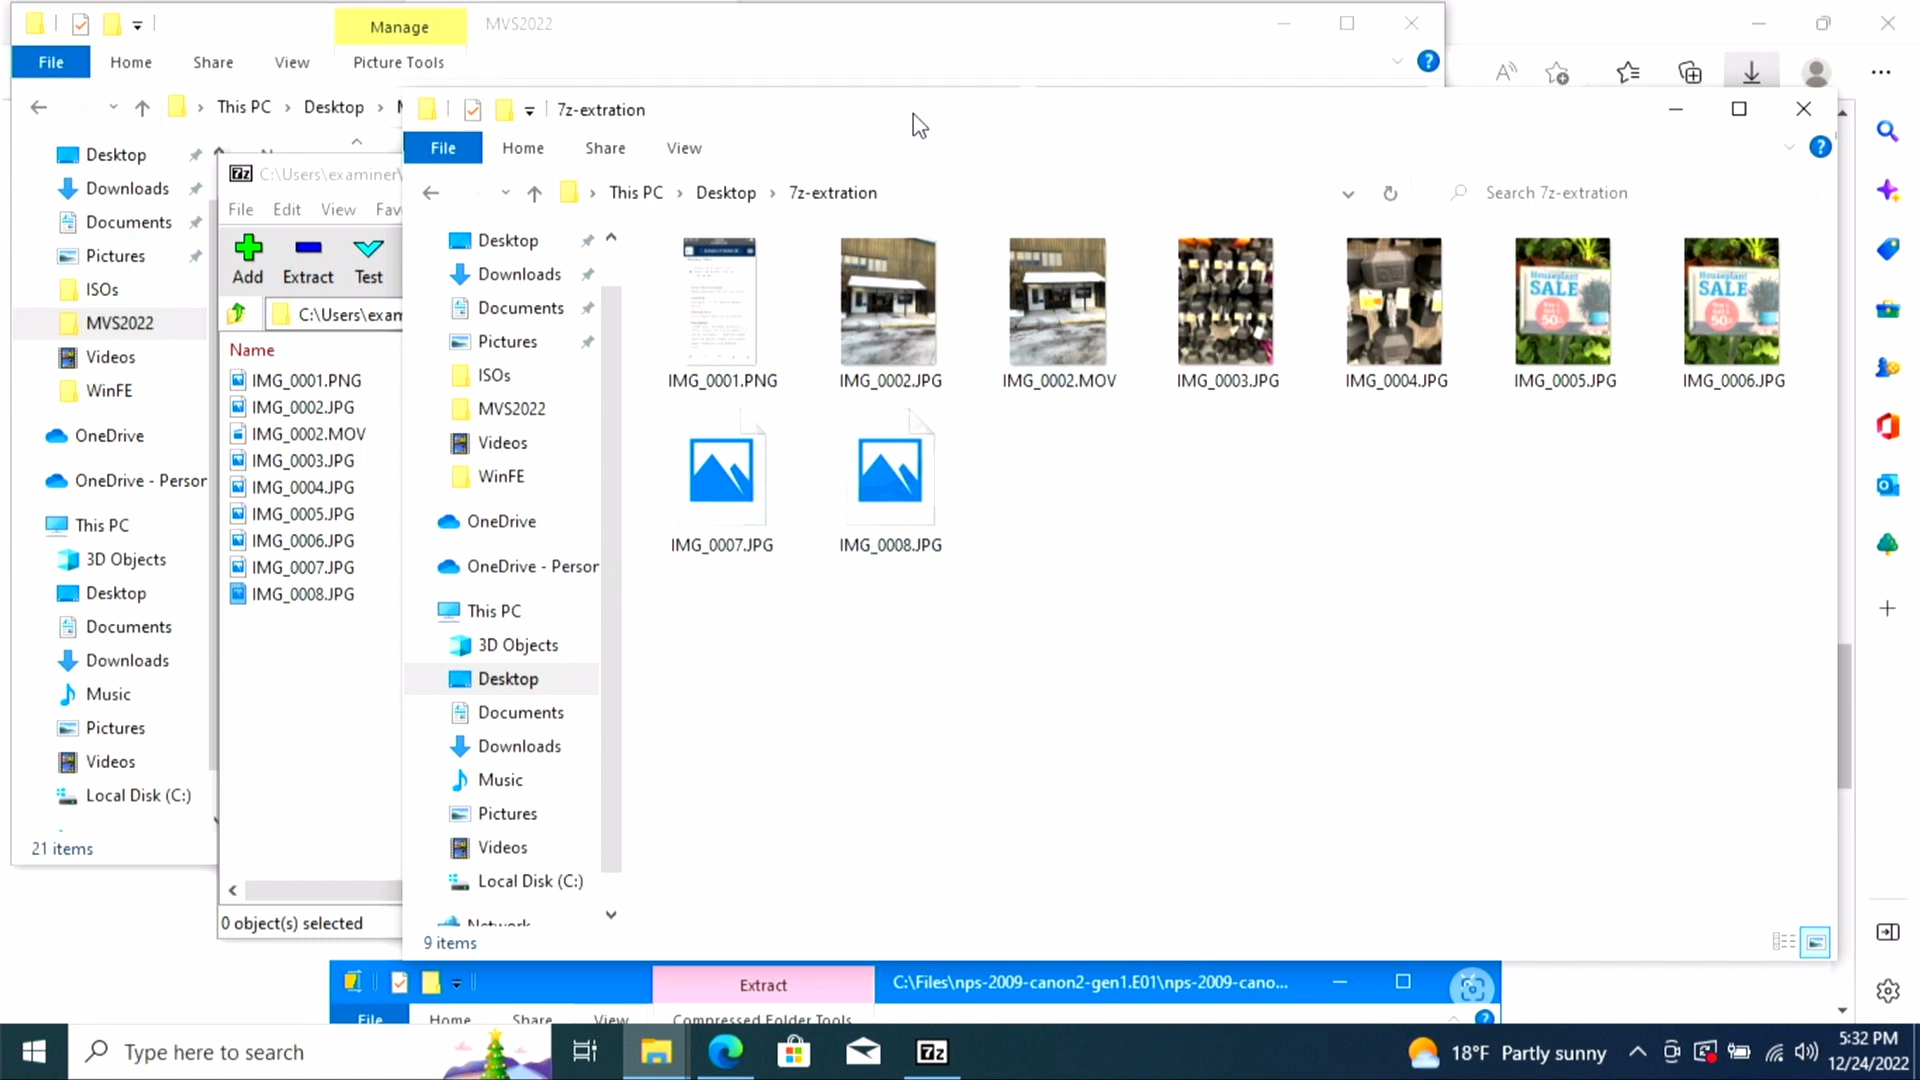 Manage
MVS2022
File
Home
Share
View
Picture Tools
This PC
Desktop
7z-extration
File
Home
Share
View
This PC
Desktop
7z-extration
Search 7z-extration
Desktop
Downloads
Documents
Pictures
ISOs
MVS2022
Videos
WinFE
OneDrive
OneDrive - Person
This PC
3D Objects
Desktop
Documents
Downloads
Music
Pictures
Videos
Local Disk (C:)
21 items
7z
C:\Users\examiner\
File
Edit
View
Fav
Add
Extract
Test
C:\Users\exam
Name
IMG_0001.PNG
IMG_0002.JPG
IMG_0002.MOV
IMG_0003.JPG
IMG_0004.JPG
IMG_0005.JPG
IMG_0006.JPG
IMG_0007.JPG
IMG_0008.JPG
0 object(s) selected
Desktop
Downloads
Documents
Pictures
ISOs
MVS2022
Videos
WinFE
OneDrive
OneDrive - Person
This PC
3D Objects
Desktop
Documents
Downloads
Music
Pictures
Videos
Local Disk (C:)
Network
9 items
Houseplant
SALE
50
Houseplant
SALE
50
IMG_0001.PNG
IMG_0002.JPG
IMG_0002.MOV
IMG_0003.JPG
IMG_0004.JPG
IMG_0005.JPG
IMG_0006.JPG
IMG_0007.JPG
IMG_0008.JPG
Extract
C:\Files\nps-2009-canon2-gen1.E01\nps-2009-cano...
File
Home
Share
View
Compressed Folder Tools
Type here to search
7z
18°F Partly sunny
5:32 PM
12/24/2022